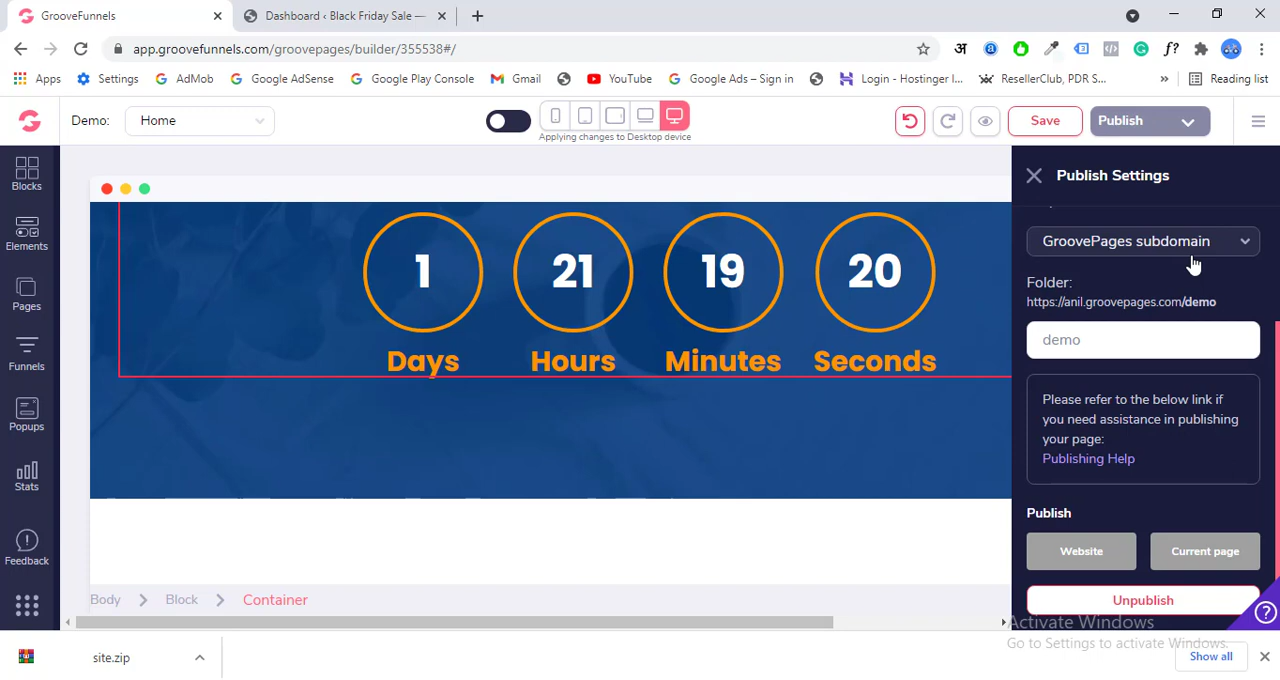 GrooveFunnels
Dashboard ‹ Black Friday Sale —
app.groovefunnels.com/groovepages/builder/355538#/
अ
a
f?
Apps
Settings
AdMob
Google AdSense
Google Play Console
Gmail
YouTube
Google Ads – Sign in
Login - Hostinger I...
ResellerClub, PDR S...
»
Reading list
Demo:
Home
Applying changes to Desktop device
Save
Publish
Blocks
Elements
Pages
Funnels
Popups
Stats
Feedback
1
21
19
20
Days
Hours
Minutes
Seconds
Body
Block
Container
Publish Settings
GroovePages subdomain
Folder:
https://anil.groovepages.com/demo
demo
Please refer to the below link if
you need assistance in publishing
your page:
Publishing Help
Publish
Website
Current page
Unpublish
Activate Windows
Go to Settings to activate Windows.
site.zip
Show all